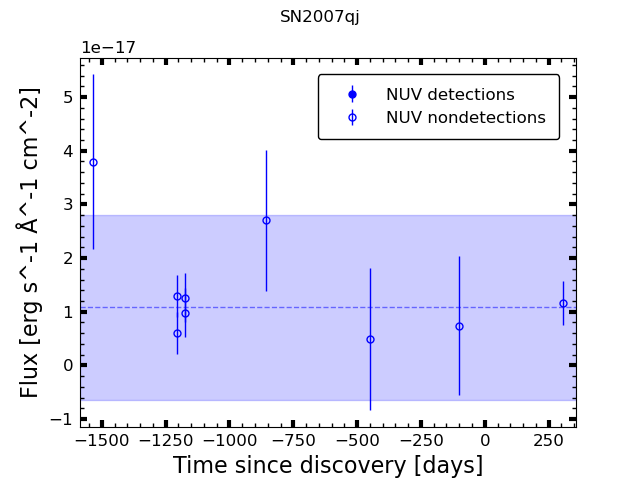 SN2007qj
1e−17
NUV detections
NUV nondetections
5
4
3
2
1
0
−1
Flux [erg s^-1 Å^-1 cm^-2]
−1500 −1250 −1000 −750 −500 −250 0 250
Time since discovery [days]